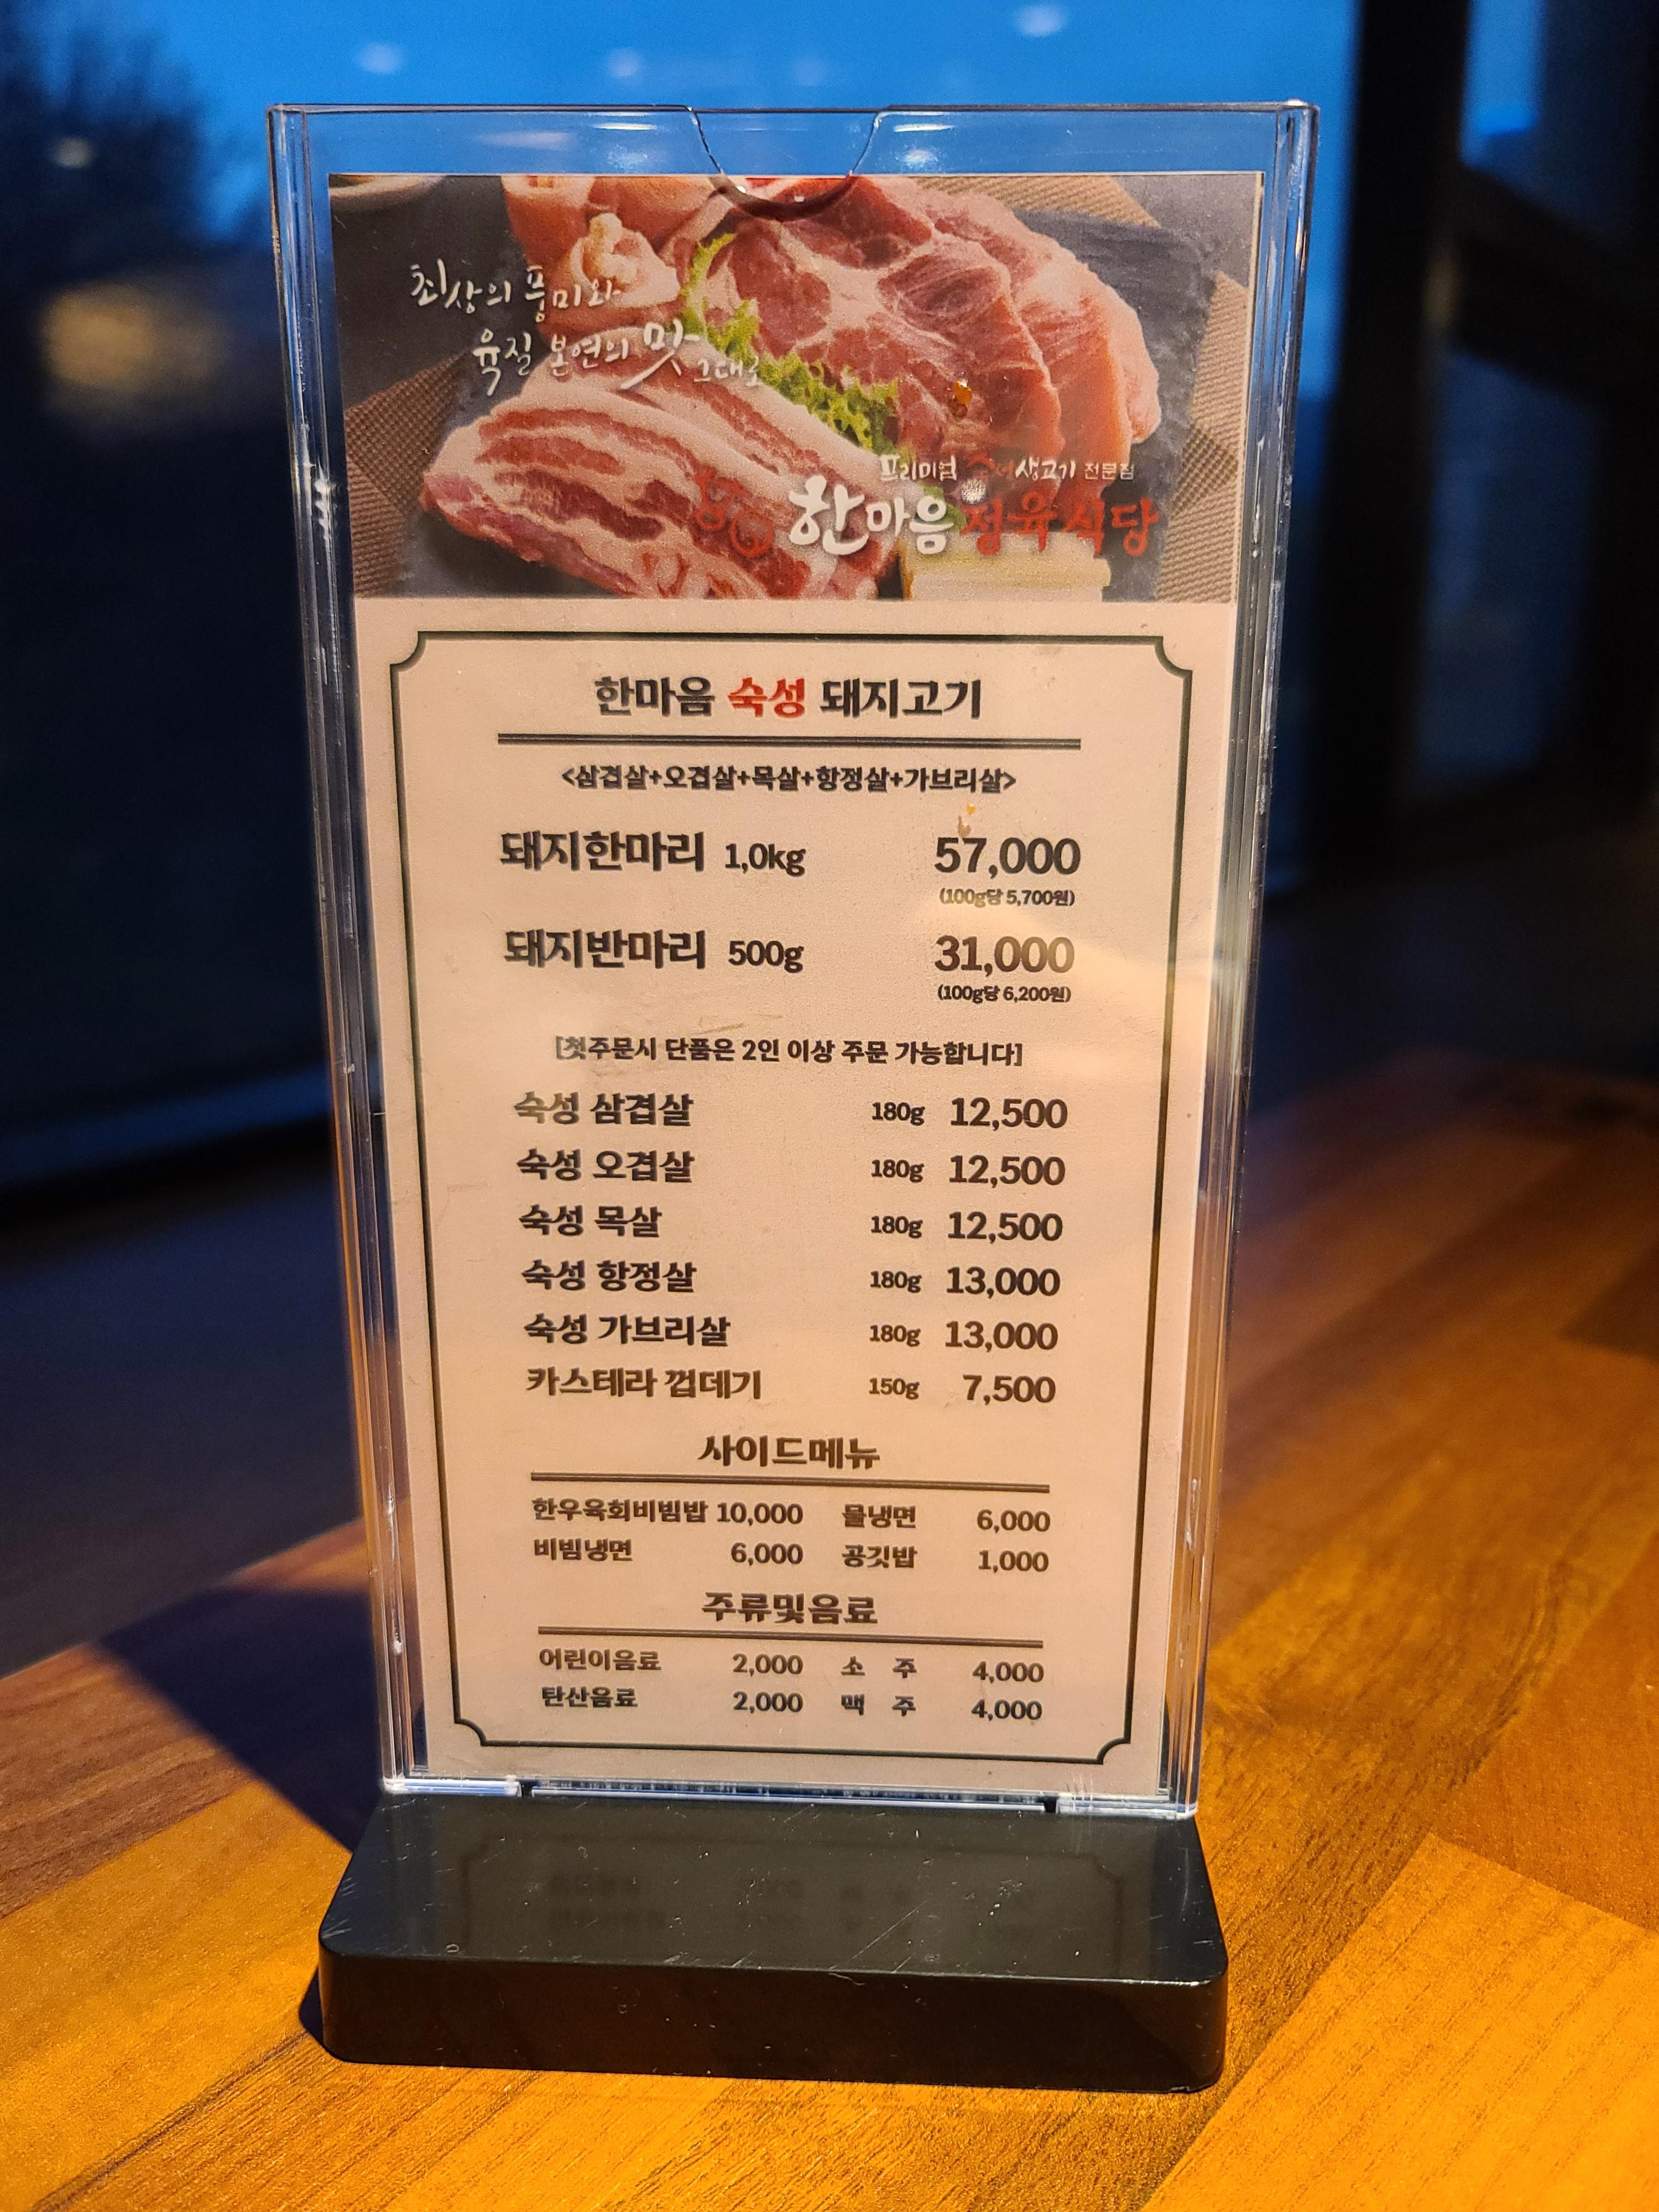 최상의 풍미와
육질 본연의 맛 그대로
프리미엄 생고기 전문점
한마음 정육식당
한마음 숙성 돼지고기
<삼겹살+오겹살+목살+항정살+가브리살>
돼지한마리 1,0kg 57,000
(100g당 5,700원)
돼지반마리 500g 31,000
(100g당 6,200원)
[첫주문시 단품은 2인 이상 주문 가능합니다]
숙성 삼겹살 180g 12,500
숙성 오겹살 180g 12,500
숙성 목살 180g 12,500
숙성 항정살 180g 13,000
숙성 가브리살 180g 13,000
카스테라 껍데기 150g 7,500
사이드메뉴
한우육회비빔밥 10,000 물냉면 6,000
비빔냉면 6,000 공깃밥 1,000
주류및음료
어린이음료 2,000 소 주 4,000
탄산음료 2,000 맥 주 4,000